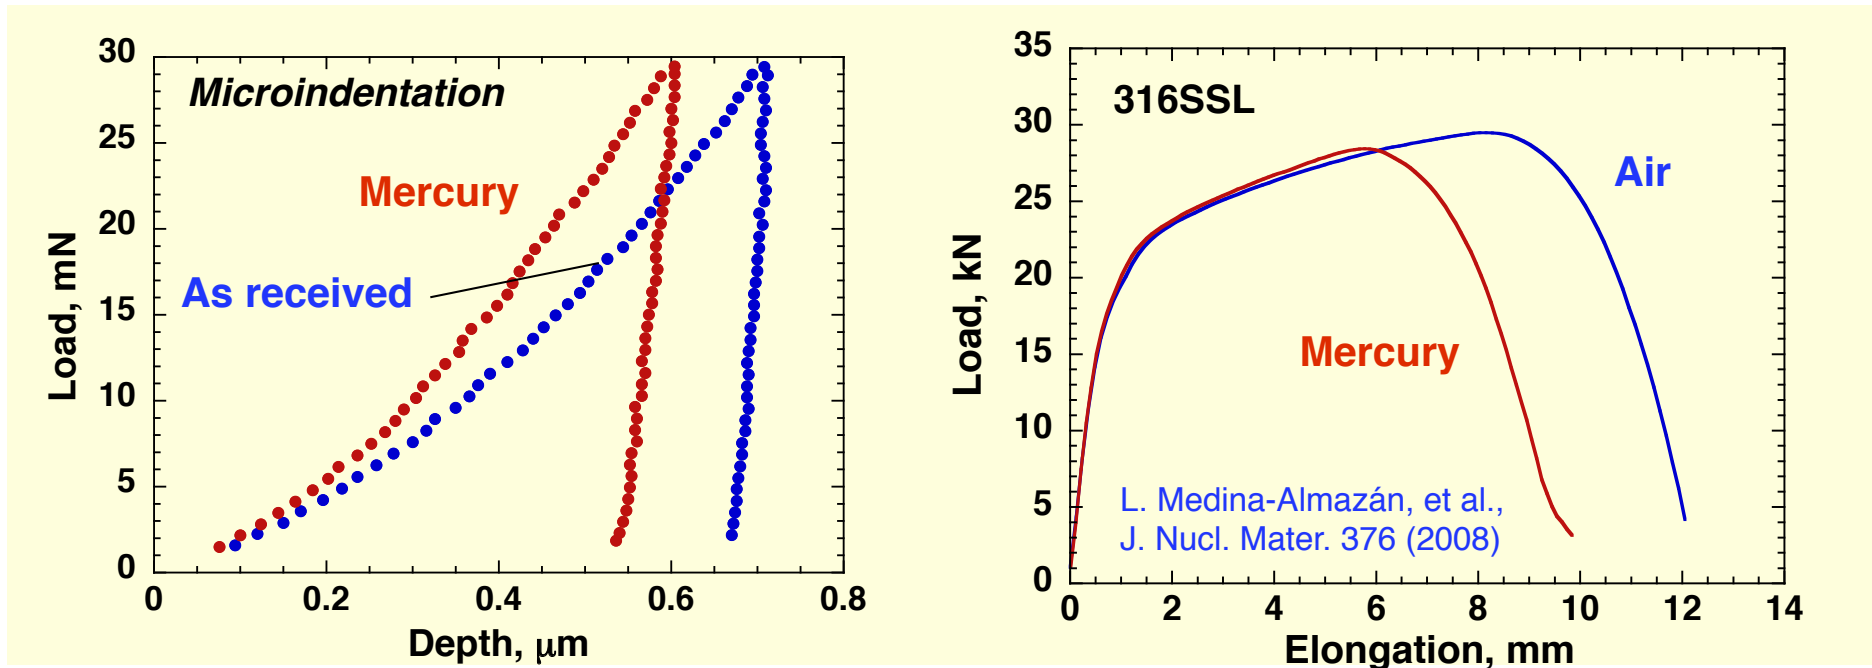 Microindentation
Mercury
As received
Load, mN
30
25
20
15
10
5
0
0
0.2
0.4
0.6
0.8
Depth, μm
316SSL
Air
Mercury
L. Medina-Almazán, et al.,
J. Nucl. Mater. 376 (2008)
Load, kN
35
30
25
20
15
10
5
0
0
2
4
6
8
10
12
14
Elongation, mm